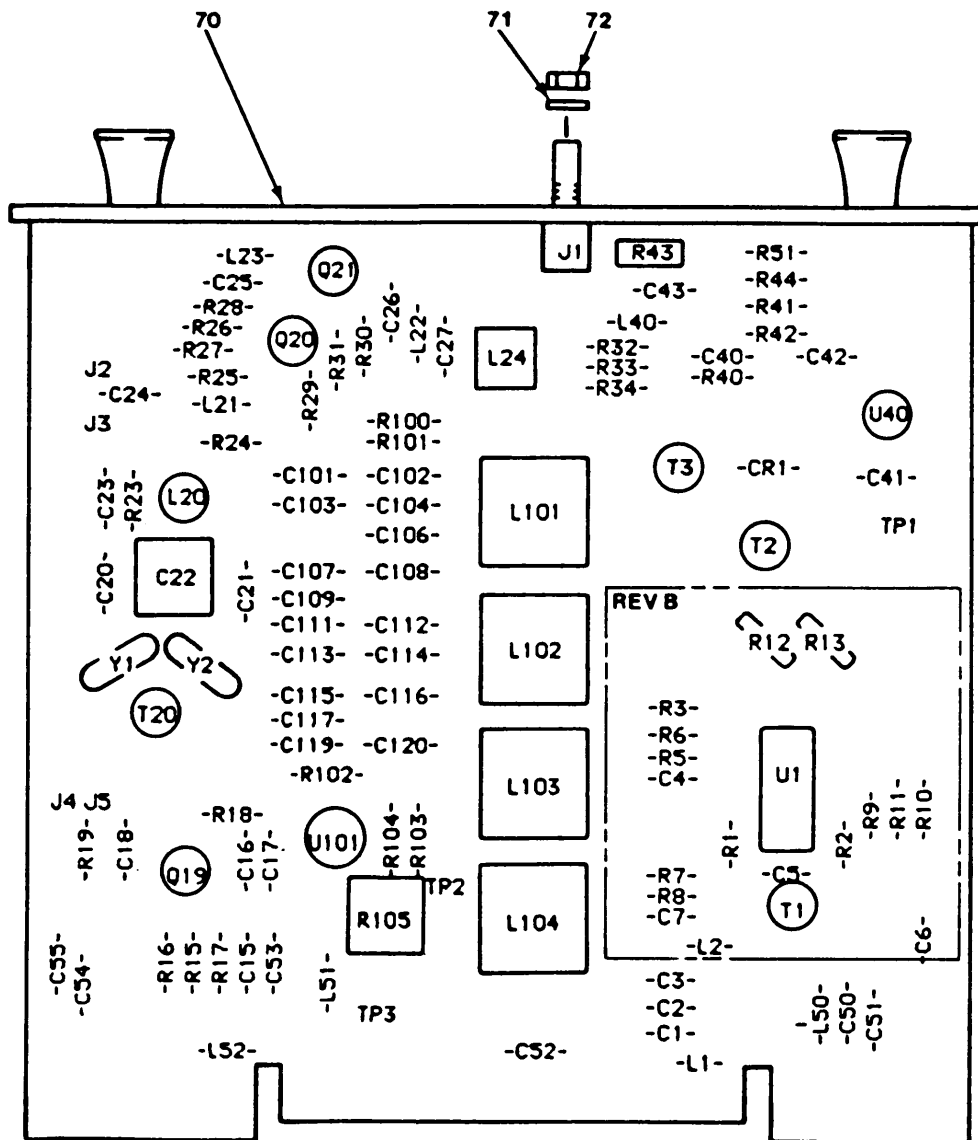 70 71 72
-L23- Q21 J1 R43 -R51-
-C25- -C43- -R44-
-R28- -C26- -R41-
-R26- Q20 -R31- -R30- -L22- -C27- L24 -L40- -R42-
-R27- -R32- -C40- -C42-
J2 -R25- -R29- -R33- -R40-
-C24- -L21- -R34-
J3 -R100- U40
-R24- -R101-
-C23- -R23- L20 -C101- -C102- L101 T3 -CR1- -C41-
-C103- -C104- TP1
-C106- T2
-C20- C22 -C21- -C107- -C108-
-C109- REV B
-C111- -C112- L102 R12 R13
Y1 Y2 -C113- -C114-
T20 -C115- -C116- -R3-
-C117- -R6-
-C119- -C120- -R5-
-R102- L103 -C4- U1
J4 J5 -R18- U101 -R104- -R103- -R1- -R2- -R9- -R11- -R10-
-R19- -C18- Q19 -C16- -C17- TP2 -R7- -C5-
R105 L104 -R8- T1
-C7-
-C55- -C54- -R16- -R15- -R17- -C15- -C53- -L51- -L2- -C6-
-C3-
TP3 -C2- -L50- -C50- -C51-
-C1-
-L52- -C52- -L1-